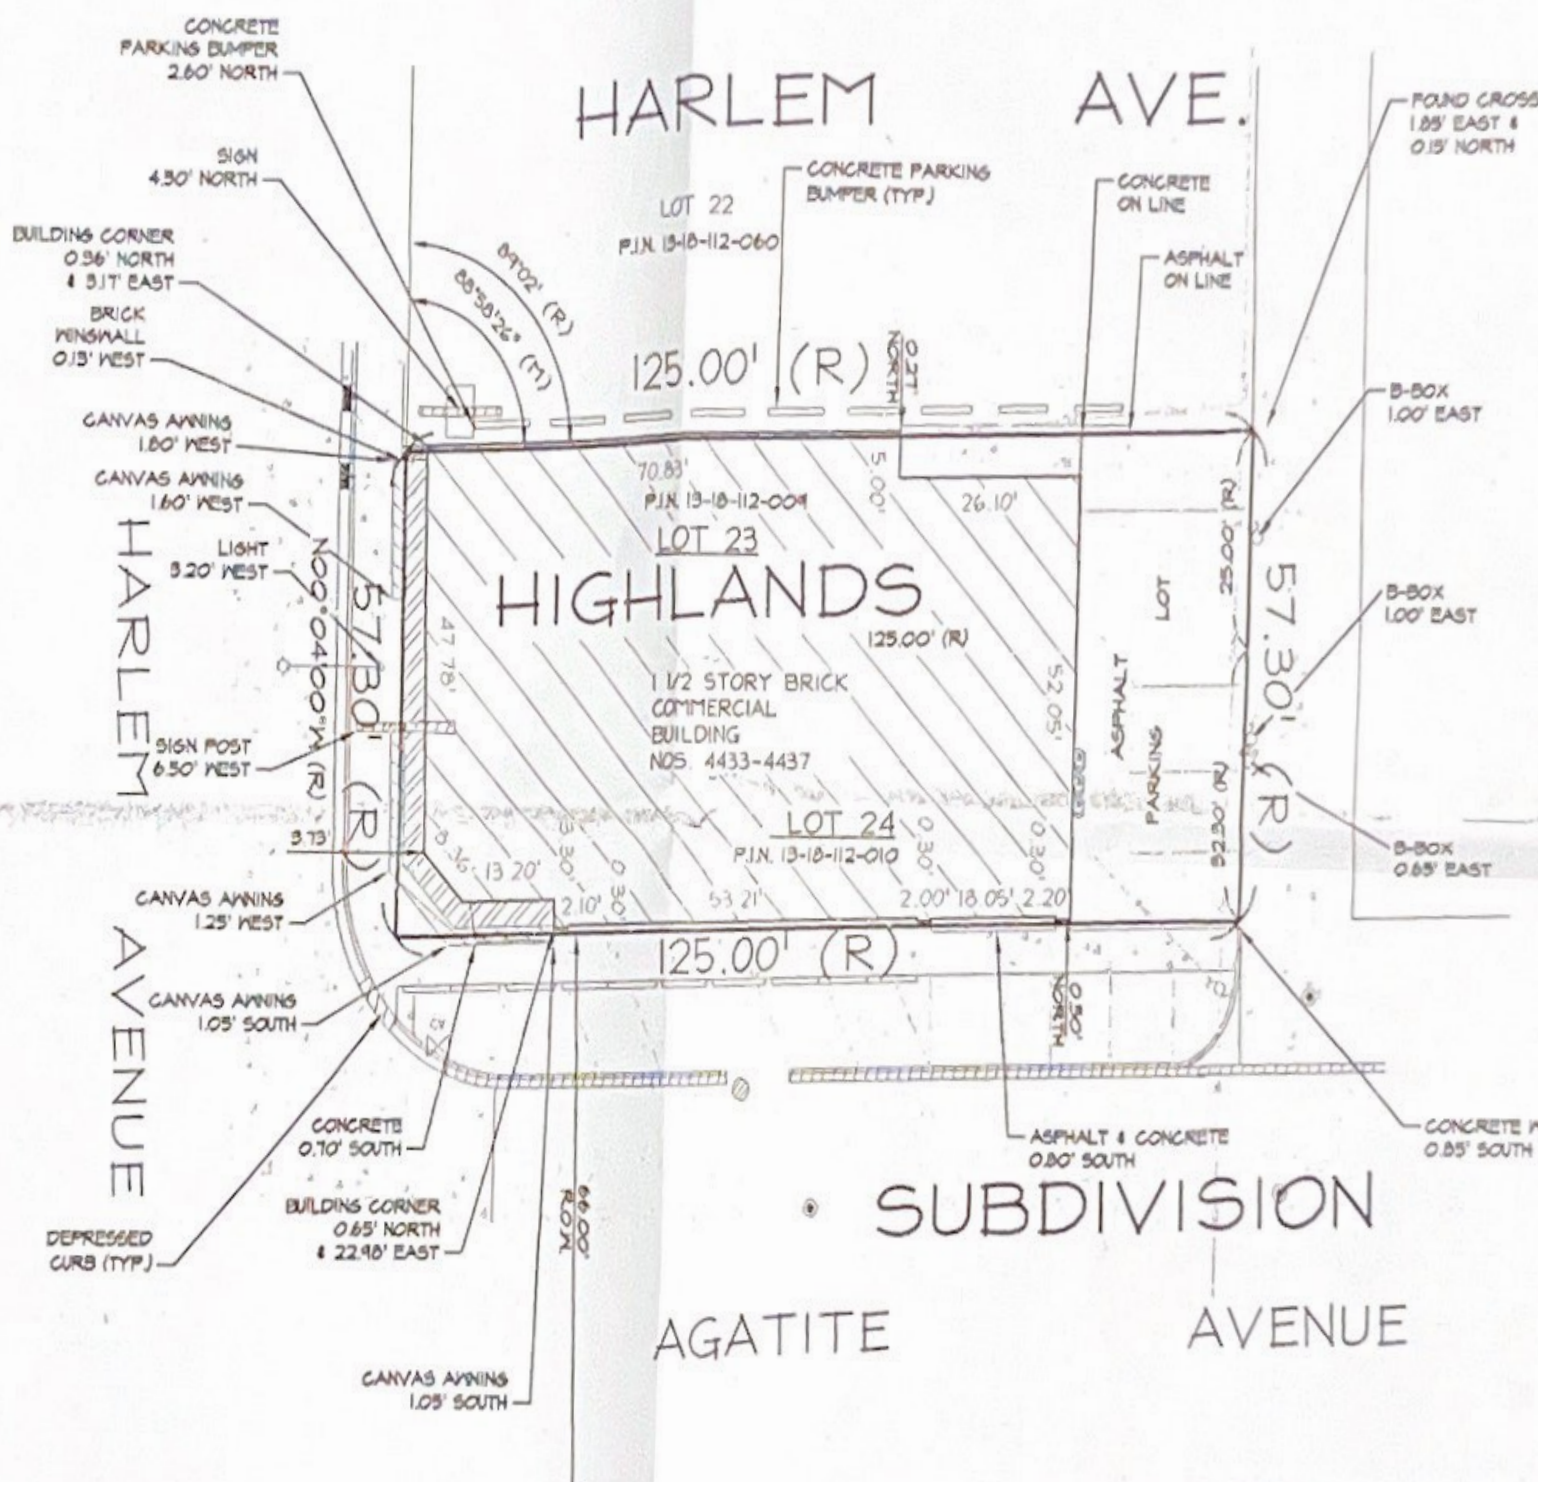 CONCRETE
PARKING BUMPER
2.60' NORTH
HARLEM AVE.
FOUND CROSS
1.85' EAST &
0.15' NORTH
SIGN
4.30' NORTH
CONCRETE PARKING
BUMPER (TYP.)
CONCRETE
ON LINE
LOT 22
P.I.N. 13-18-112-060
BUILDING CORNER
0.36' NORTH
& 3.17' EAST
89°02' (R)
88°58'26" (M)
ASPHALT
ON LINE
BRICK
WINGWALL
0.13' WEST
125.00' (R)
0.27'
NORTH
B-BOX
1.00' EAST
CANVAS AWNING
1.80' WEST
CANVAS AWNING
1.60' WEST
70.83'
P.I.N. 13-18-112-009
5.00'
26.10'
25.00' (R)
LOT 23
HIGHLANDS
125.00' (R)
LIGHT
3.20' WEST
HARLEM
AVENUE
N00°04'00"W (R)
57.30' (R)
47.78'
1 1/2 STORY BRICK
COMMERCIAL
BUILDING
NOS. 4433-4437
52.05'
ASPHALT
PARKING
LOT
57.30' (R)
B-BOX
1.00' EAST
SIGN POST
6.50' WEST
32.30' (R)
3.73'
LOT 24
P.I.N. 13-18-112-010
B-BOX
0.65' EAST
13.20'
3.30'
2.10'
0.30'
53.21'
0.30'
2.00'
18.05'
0.30'
2.20'
CANVAS AWNING
1.25' WEST
125.00' (R)
CANVAS AWNING
1.05' SOUTH
0.50'
NORTH
CONCRETE
0.70' SOUTH
ASPHALT & CONCRETE
0.80' SOUTH
CONCRETE
0.85' SOUTH
BUILDING CORNER
0.65' NORTH
& 22.98' EAST
66.00'
R.O.W.
SUBDIVISION
DEPRESSED
CURB (TYP.)
AGATITE AVENUE
CANVAS AWNING
1.05' SOUTH